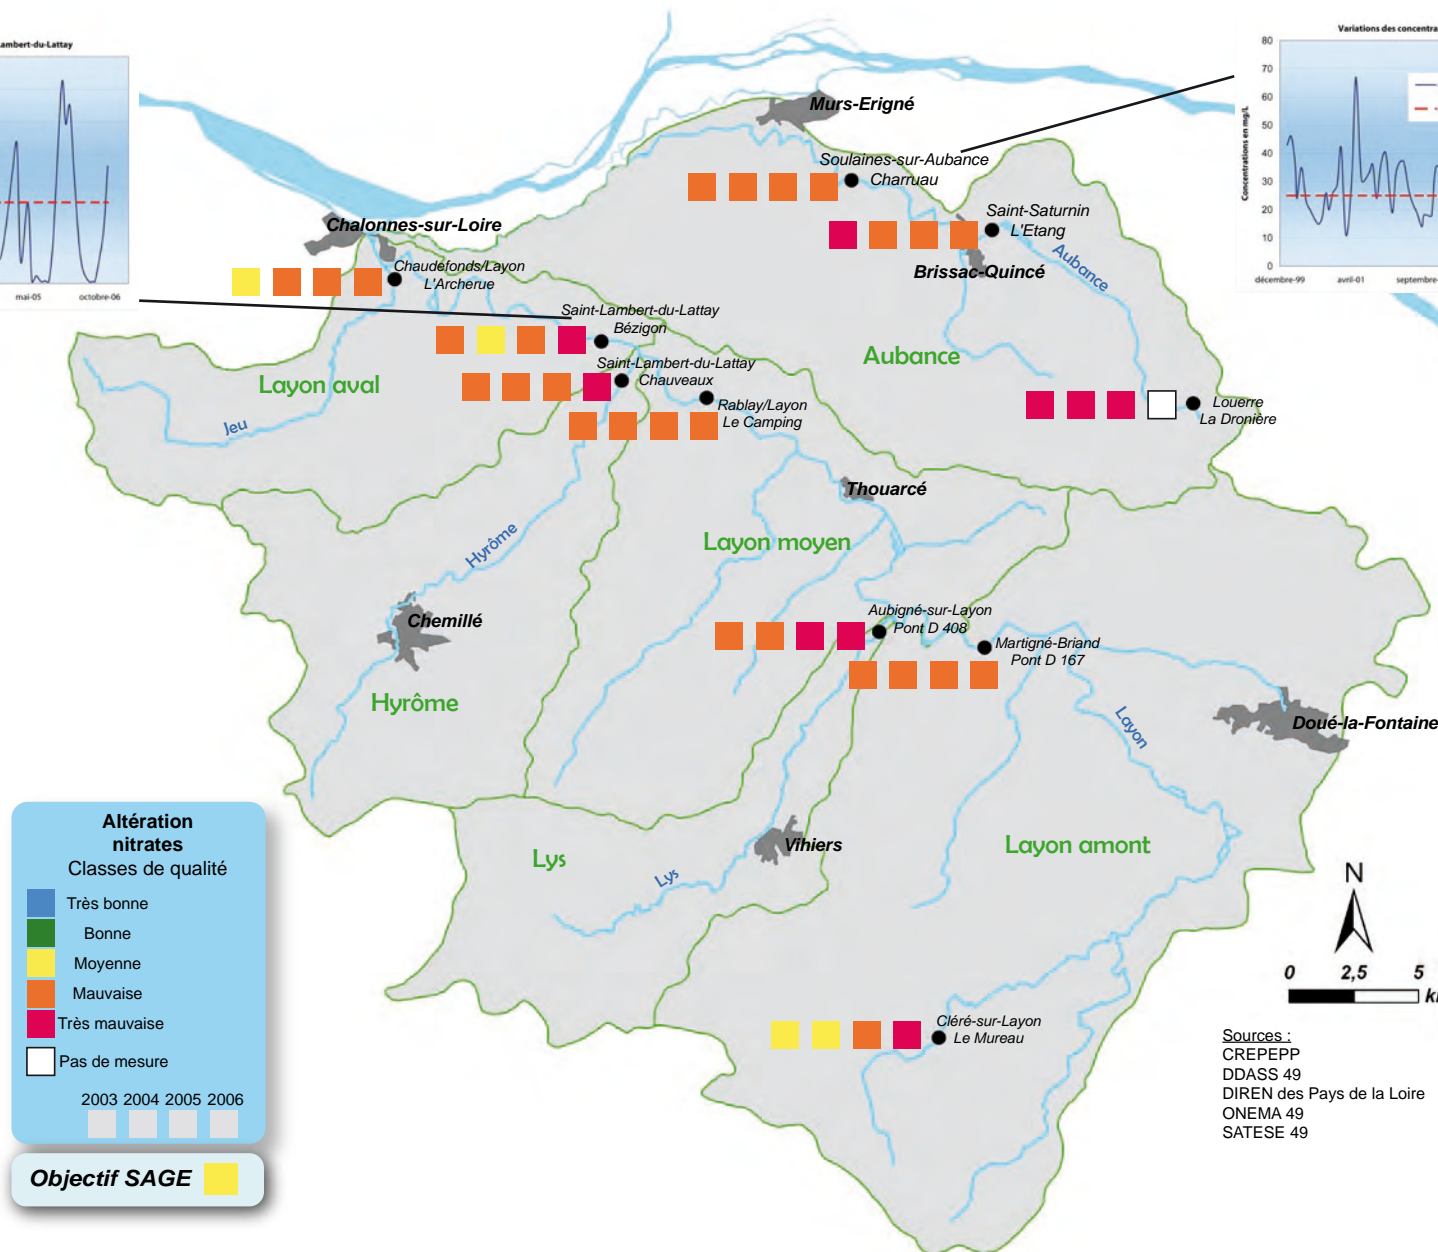 ambert-du-Lattay
mai-05
octobre-06
Variations des concentra
80
70
60
50
40
30
20
10
0
Concentrations en mg/L
décembre-99
avril-01
septembre-
Murs-Erigné
Soulaines-sur-Aubance
Charruau
Saint-Saturnin
L'Etang
Brissac-Quincé
Aubance
Chalonnes-sur-Loire
Chaudefonds/Layon
L'Archerue
Saint-Lambert-du-Lattay
Bézigon
Saint-Lambert-du-Lattay
Chauveaux
Rablay/Layon
Le Camping
Layon aval
Jeu
Aubance
Louerre
La Dronière
Thouarcé
Layon moyen
Hyrôme
Chemillé
Hyrôme
Aubigné-sur-Layon
Pont D 408
Martigné-Briand
Pont D 167
Layon
Doué-la-Fontaine
Vihiers
Lys
Lys
Layon amont
Cléré-sur-Layon
Le Mureau
Altération
nitrates
Classes de qualité
Très bonne
Bonne
Moyenne
Mauvaise
Très mauvaise
Pas de mesure
2003 2004 2005 2006
Objectif SAGE
N
0 2,5 5
k
Sources :
CREPEPP
DDASS 49
DIREN des Pays de la Loire
ONEMA 49
SATESE 49